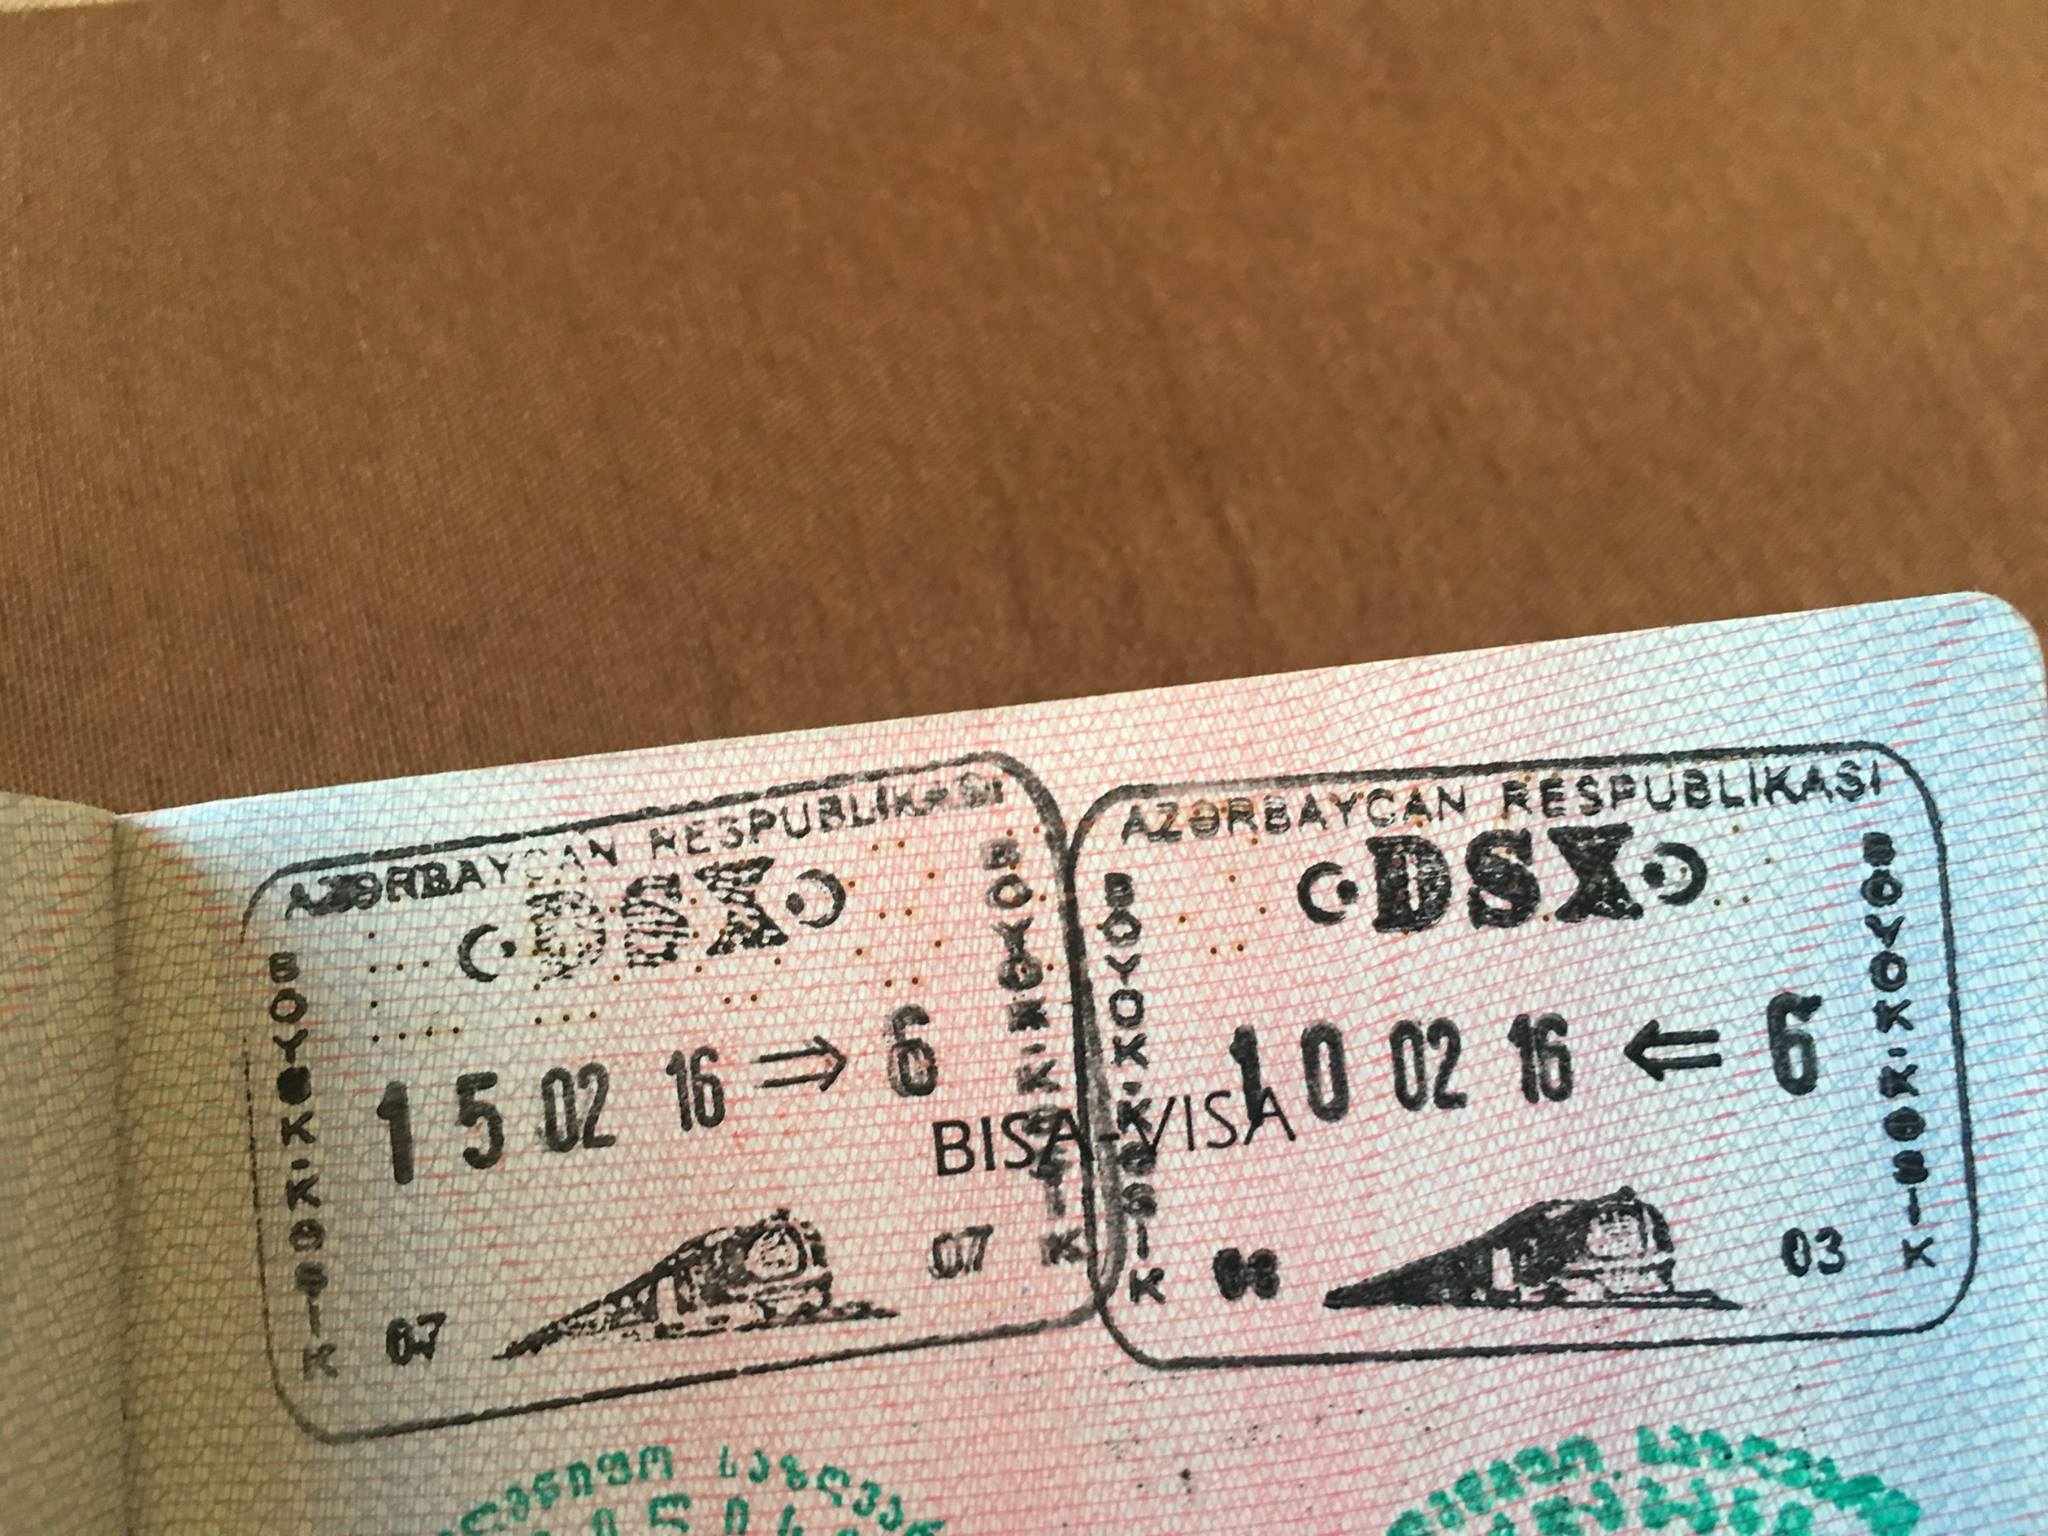 AZƏRBAYCAN RESPUBLİKASI
DSX
BÖYÜK-KƏSİK
BÖYÜK-KƏSİK
15 02 16 ⇒ 6
07
07
AZƏRBAYCAN RESPUBLİKASI
DSX
BÖYÜK-KƏSİK
BÖYÜK-KƏSİK
10 02 16 ⇐ 6
03
BISA-VISA